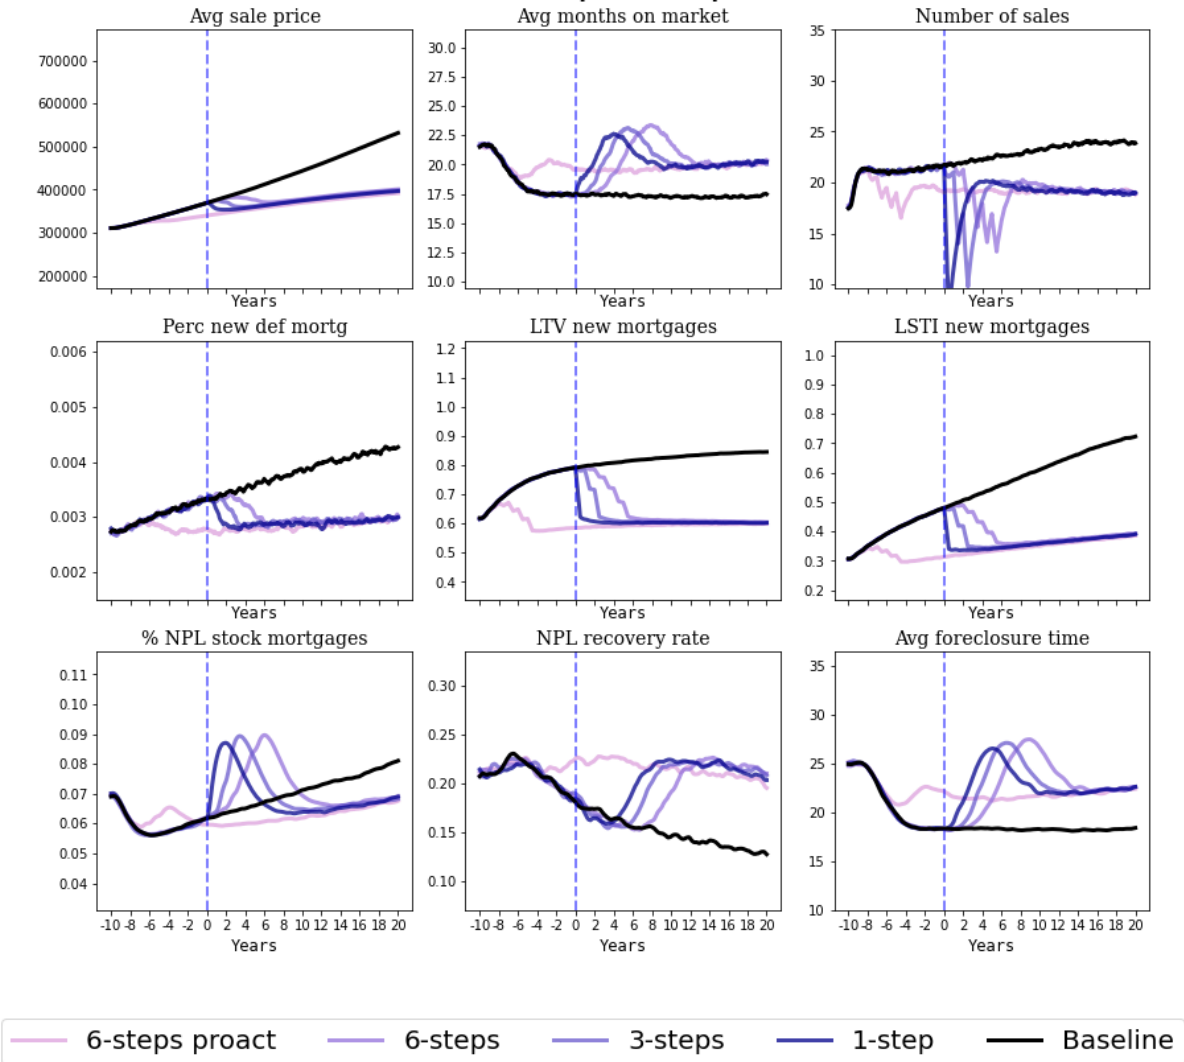 Avg sale price
700000
600000
500000
400000
300000
200000
Years
Avg months on market
30.0
27.5
25.0
22.5
20.0
17.5
15.0
12.5
10.0
Years
Number of sales
35
30
25
20
15
10
Years
Perc new def mortg
0.006
0.005
0.004
0.003
0.002
Years
LTV new mortgages
1.2
1.1
1.0
0.9
0.8
0.7
0.6
0.5
0.4
Years
LSTI new mortgages
1.0
0.9
0.8
0.7
0.6
0.5
0.4
0.3
0.2
Years
% NPL stock mortgages
0.11
0.10
0.09
0.08
0.07
0.06
0.05
0.04
-10 -8 -6 -4 -2 0 2 4 6 8 10 12 14 16 18 20
Years
NPL recovery rate
0.30
0.25
0.20
0.15
0.10
-10 -8 -6 -4 -2 0 2 4 6 8 10 12 14 16 18 20
Years
Avg foreclosure time
35
30
25
20
15
10
-10 -8 -6 -4 -2 0 2 4 6 8 10 12 14 16 18 20
Years
6-steps proact 6-steps 3-steps 1-step Baseline